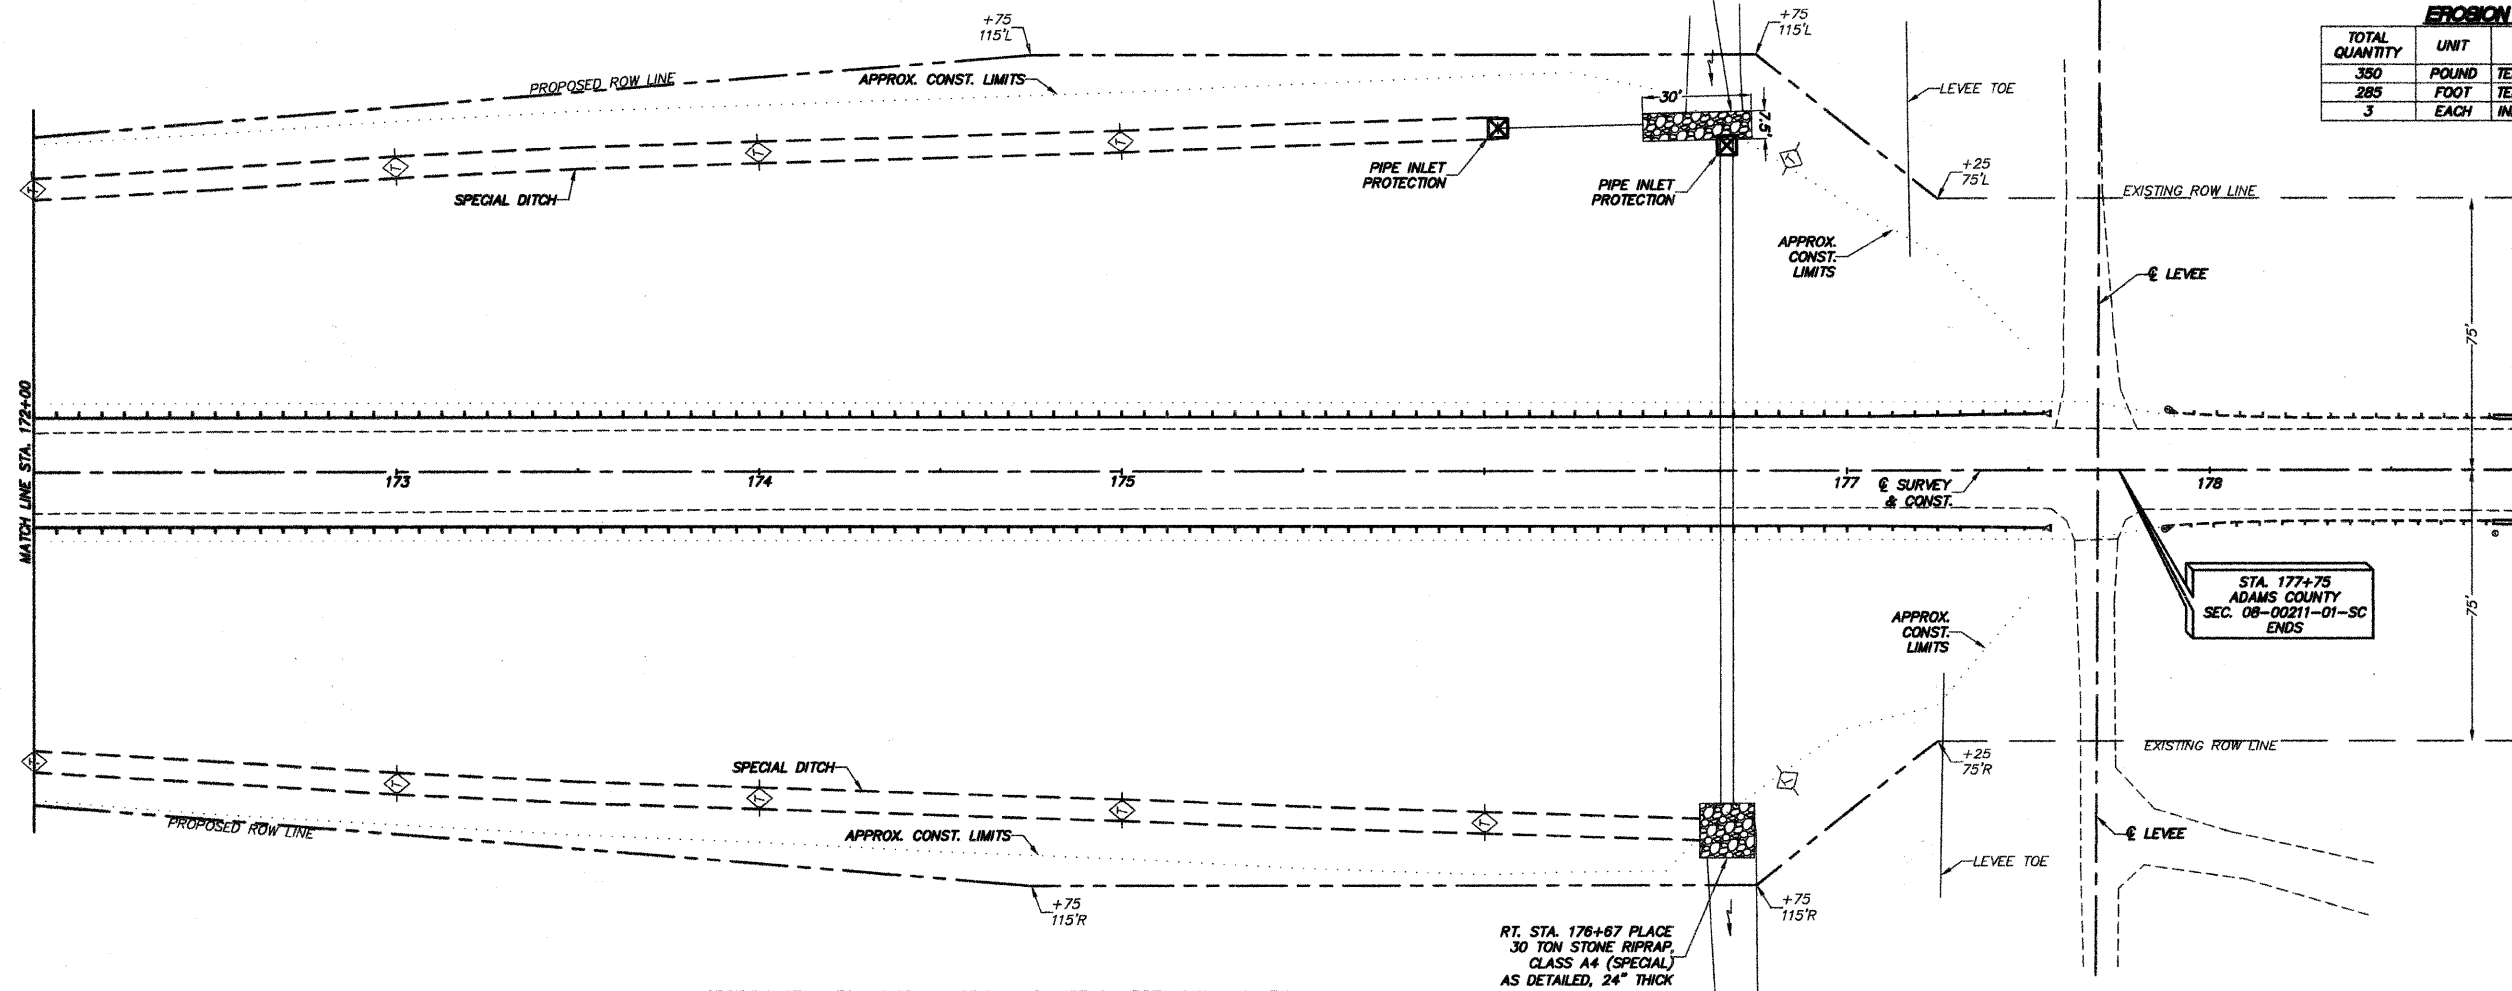 +75
115'L
+75
115'L
EROSION
TOTAL QUANTITY UNIT
350 POUND TE
285 FOOT TE
3 EACH
PROPOSED ROW LINE
APPROX. CONST. LIMITS
30'
7.5'
LEVEE TOE
T
T
T
T
T
SPECIAL DITCH
PIPE INLET
PROTECTION
PIPE INLET
PROTECTION
+25
75'L
EXISTING ROW LINE
APPROX.
CONST.
LIMITS
℄ LEVEE
75'
MATCH LINE STA. 172+00
173
174
175
177
℄ SURVEY
& CONST.
178
STA. 177+75
ADAMS COUNTY
SEC. 08-00211-01-SC
ENDS
75'
APPROX.
CONST.
LIMITS
SPECIAL DITCH
T
T
T
T
T
T
+25
75'R
EXISTING ROW LINE
PROPOSED ROW LINE
APPROX. CONST. LIMITS
℄ LEVEE
LEVEE TOE
+75
115'R
+75
115'R
RT. STA. 176+67 PLACE
30 TON STONE RIPRAP,
CLASS A4 (SPECIAL)
AS DETAILED, 24" THICK